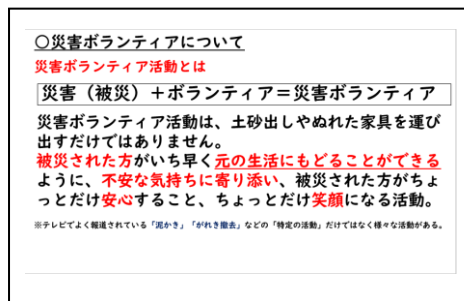 ○災害ボランティアについて
災害ボランティア活動とは
災害（被災）＋ボランティア＝災害ボランティア
災害ボランティア活動は、土砂出しやぬれた家具を運び
出すだけではありません。
被災された方がいち早く元の生活にもどることができる
ように、不安な気持ちに寄り添い、被災された方がちょ
っとだけ安心すること、ちょっとだけ笑顔になる活動。
※テレビでよく報道されている「泥かき」「がれき撤去」などの「特定の活動」だけではなく様々な活動がある。